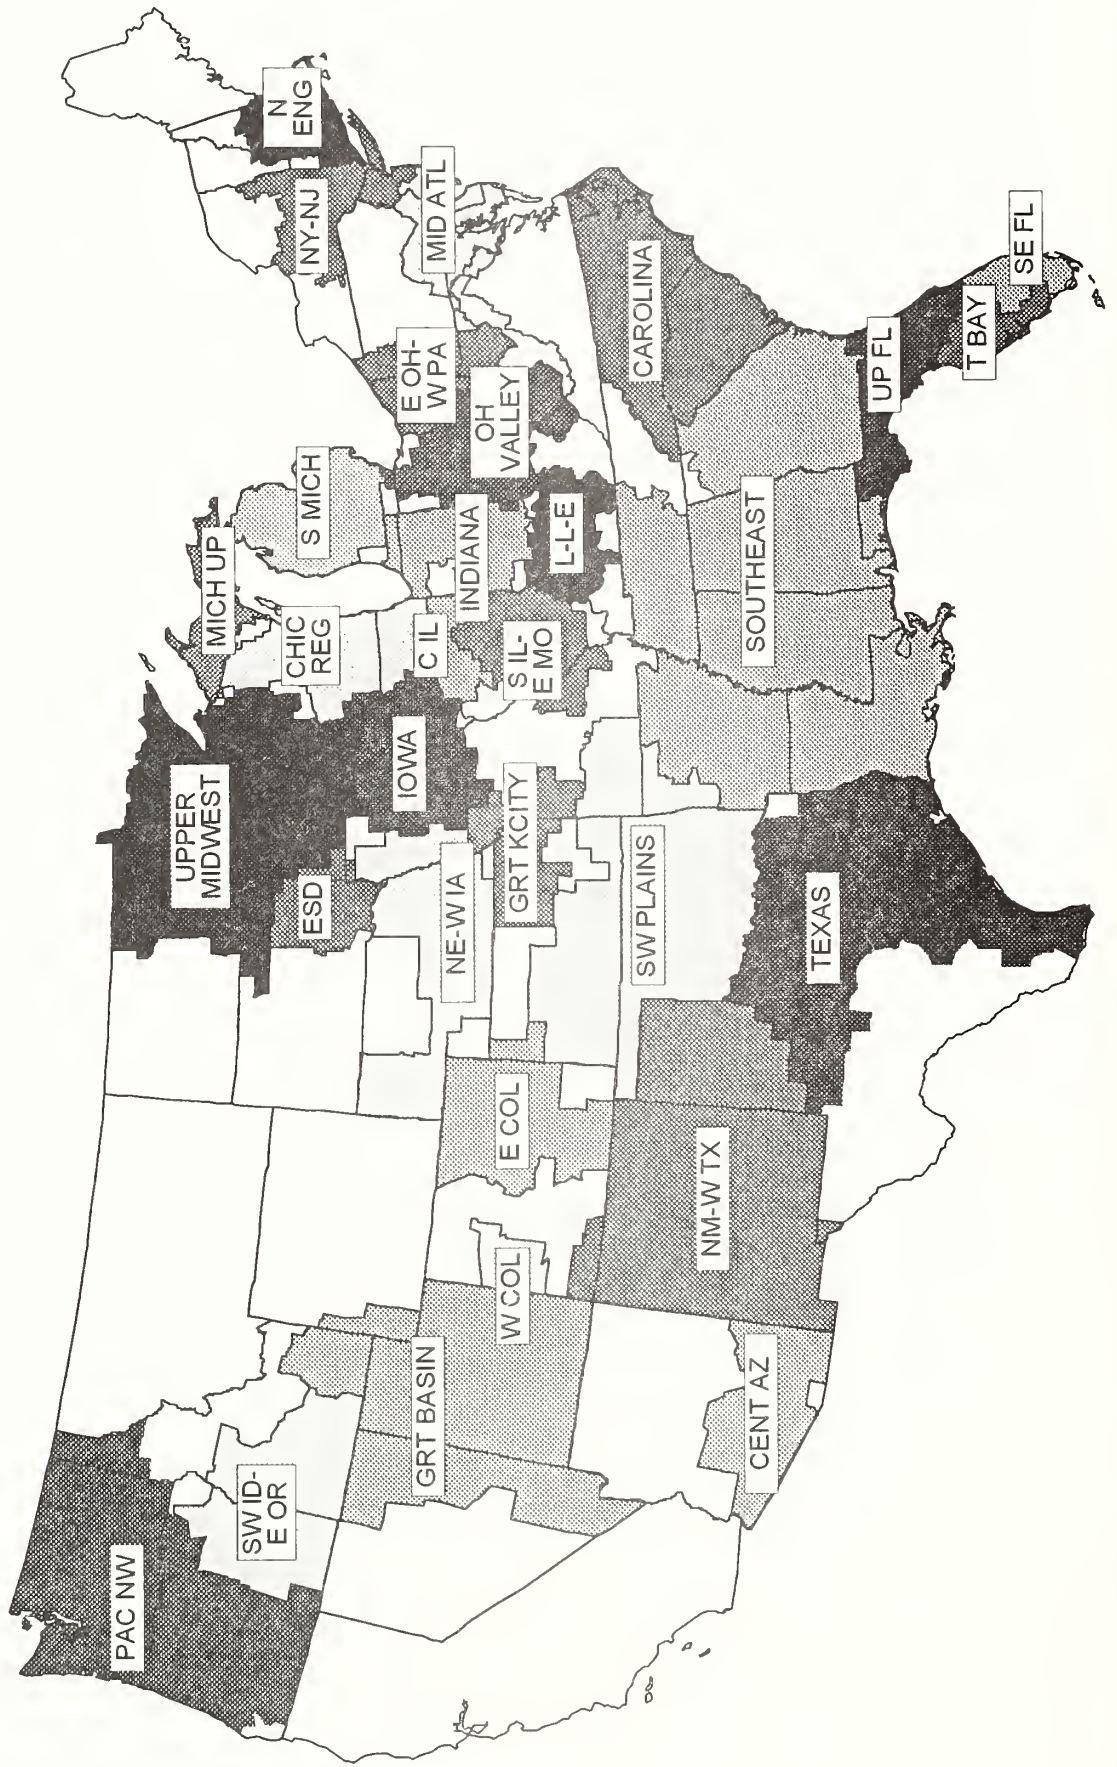 PAC NW
SW ID-
E OR
GRT BASIN
W COL
E COL
CENT AZ
NM-W TX
UPPER
MIDWEST
ESD
IOWA
NE-W IA
GRT KCITY
SW PLAINS
TEXAS
MICH UP
CHIC
REG
C IL
S IL-
E MO
S MICH
INDIANA
L-L-E
SOUTHEAST
E OH-
W PA
OH
VALLEY
N
ENG
NY-NJ
MID ATL
CAROLINA
UP FL
T BAY
SE FL